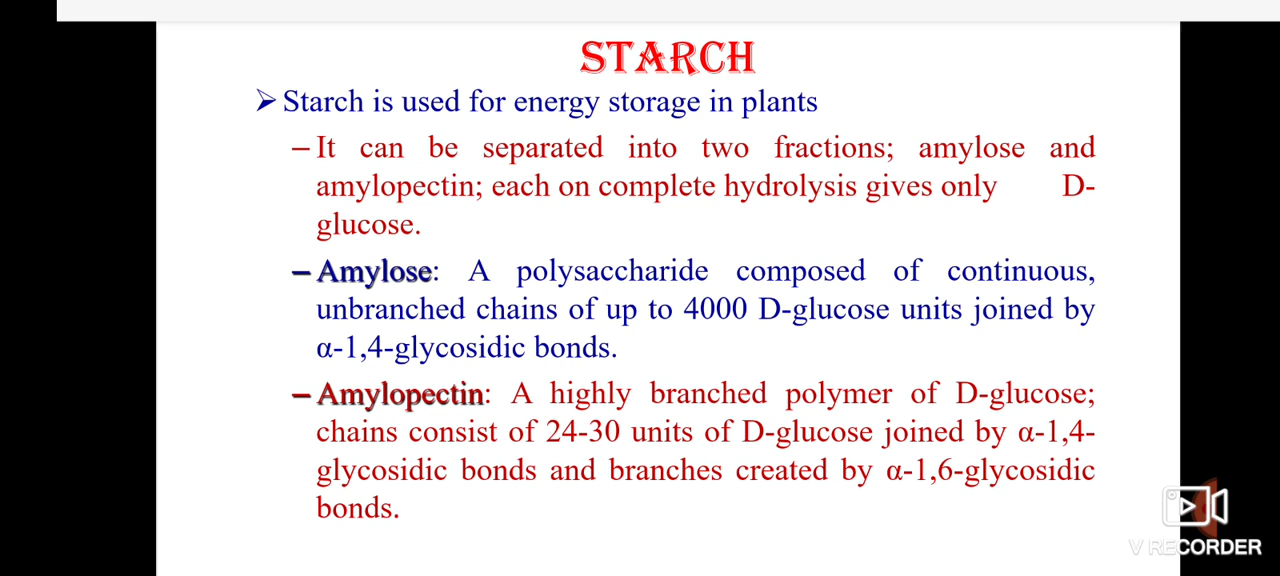 STARCH
➢ Starch is used for energy storage in plants
– It can be separated into two fractions; amylose and
amylopectin; each on complete hydrolysis gives only D-
glucose.
– Amylose: A polysaccharide composed of continuous,
unbranched chains of up to 4000 D-glucose units joined by
α-1,4-glycosidic bonds.
– Amylopectin: A highly branched polymer of D-glucose;
chains consist of 24-30 units of D-glucose joined by α-1,4-
glycosidic bonds and branches created by α-1,6-glycosidic
bonds.
V RECORDER